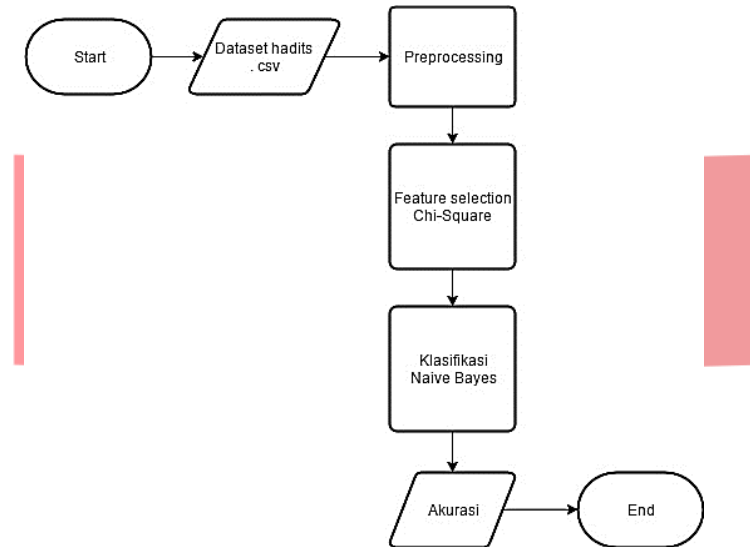 Start
Dataset hadits
. csv
Preprocessing
Feature selection
Chi-Square
Klasifikasi
Naive Bayes
Akurasi
End